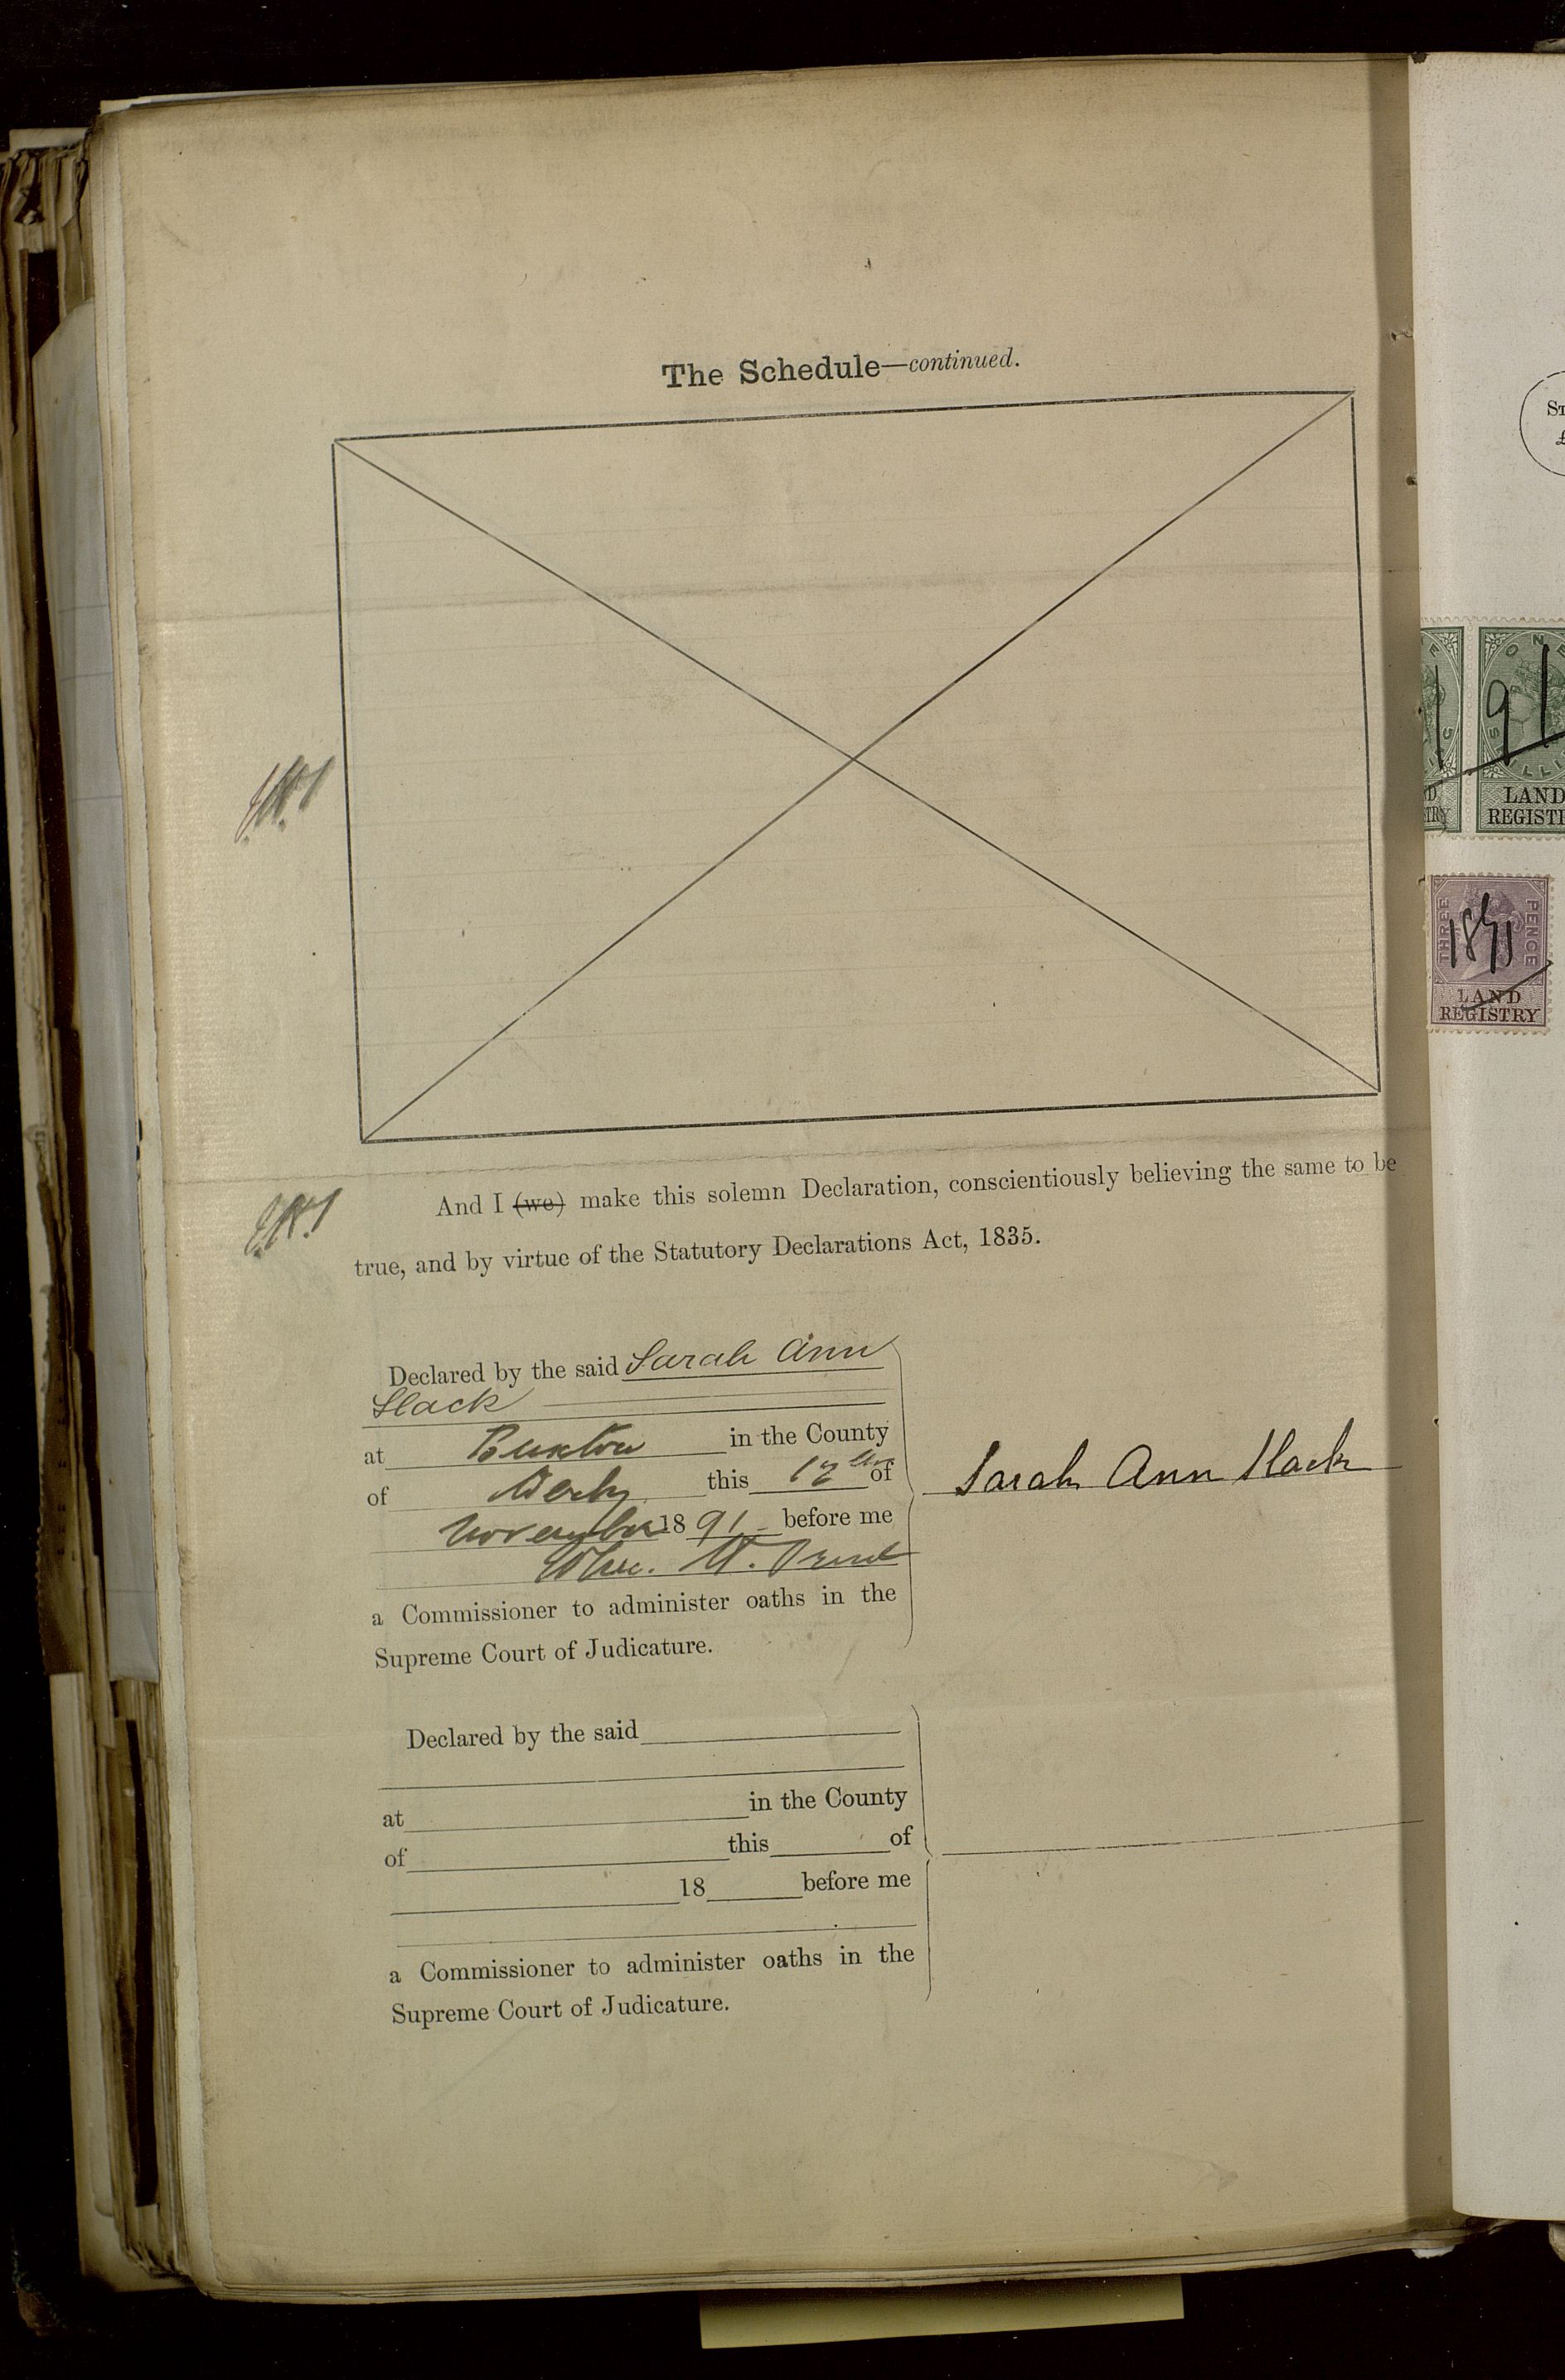 The Schedule—continued.
And I (we) make this solemn Declaration, conscientiously believing the same to be
true, and by virtue of the Statutory Declarations Act, 1835.
Declared by the said Sarah Ann
Slack
at Buxton in the County
of Derby this 12th of
November 1891 before me
a Commissioner to administer oaths in the
Supreme Court of Judicature.
Sarah Ann Slack
Declared by the said
at in the County
of this of
18 before me
a Commissioner to administer oaths in the
Supreme Court of Judicature.
91
LAND
REGIST
THREE PENCE
1891
LAND
REGISTRY